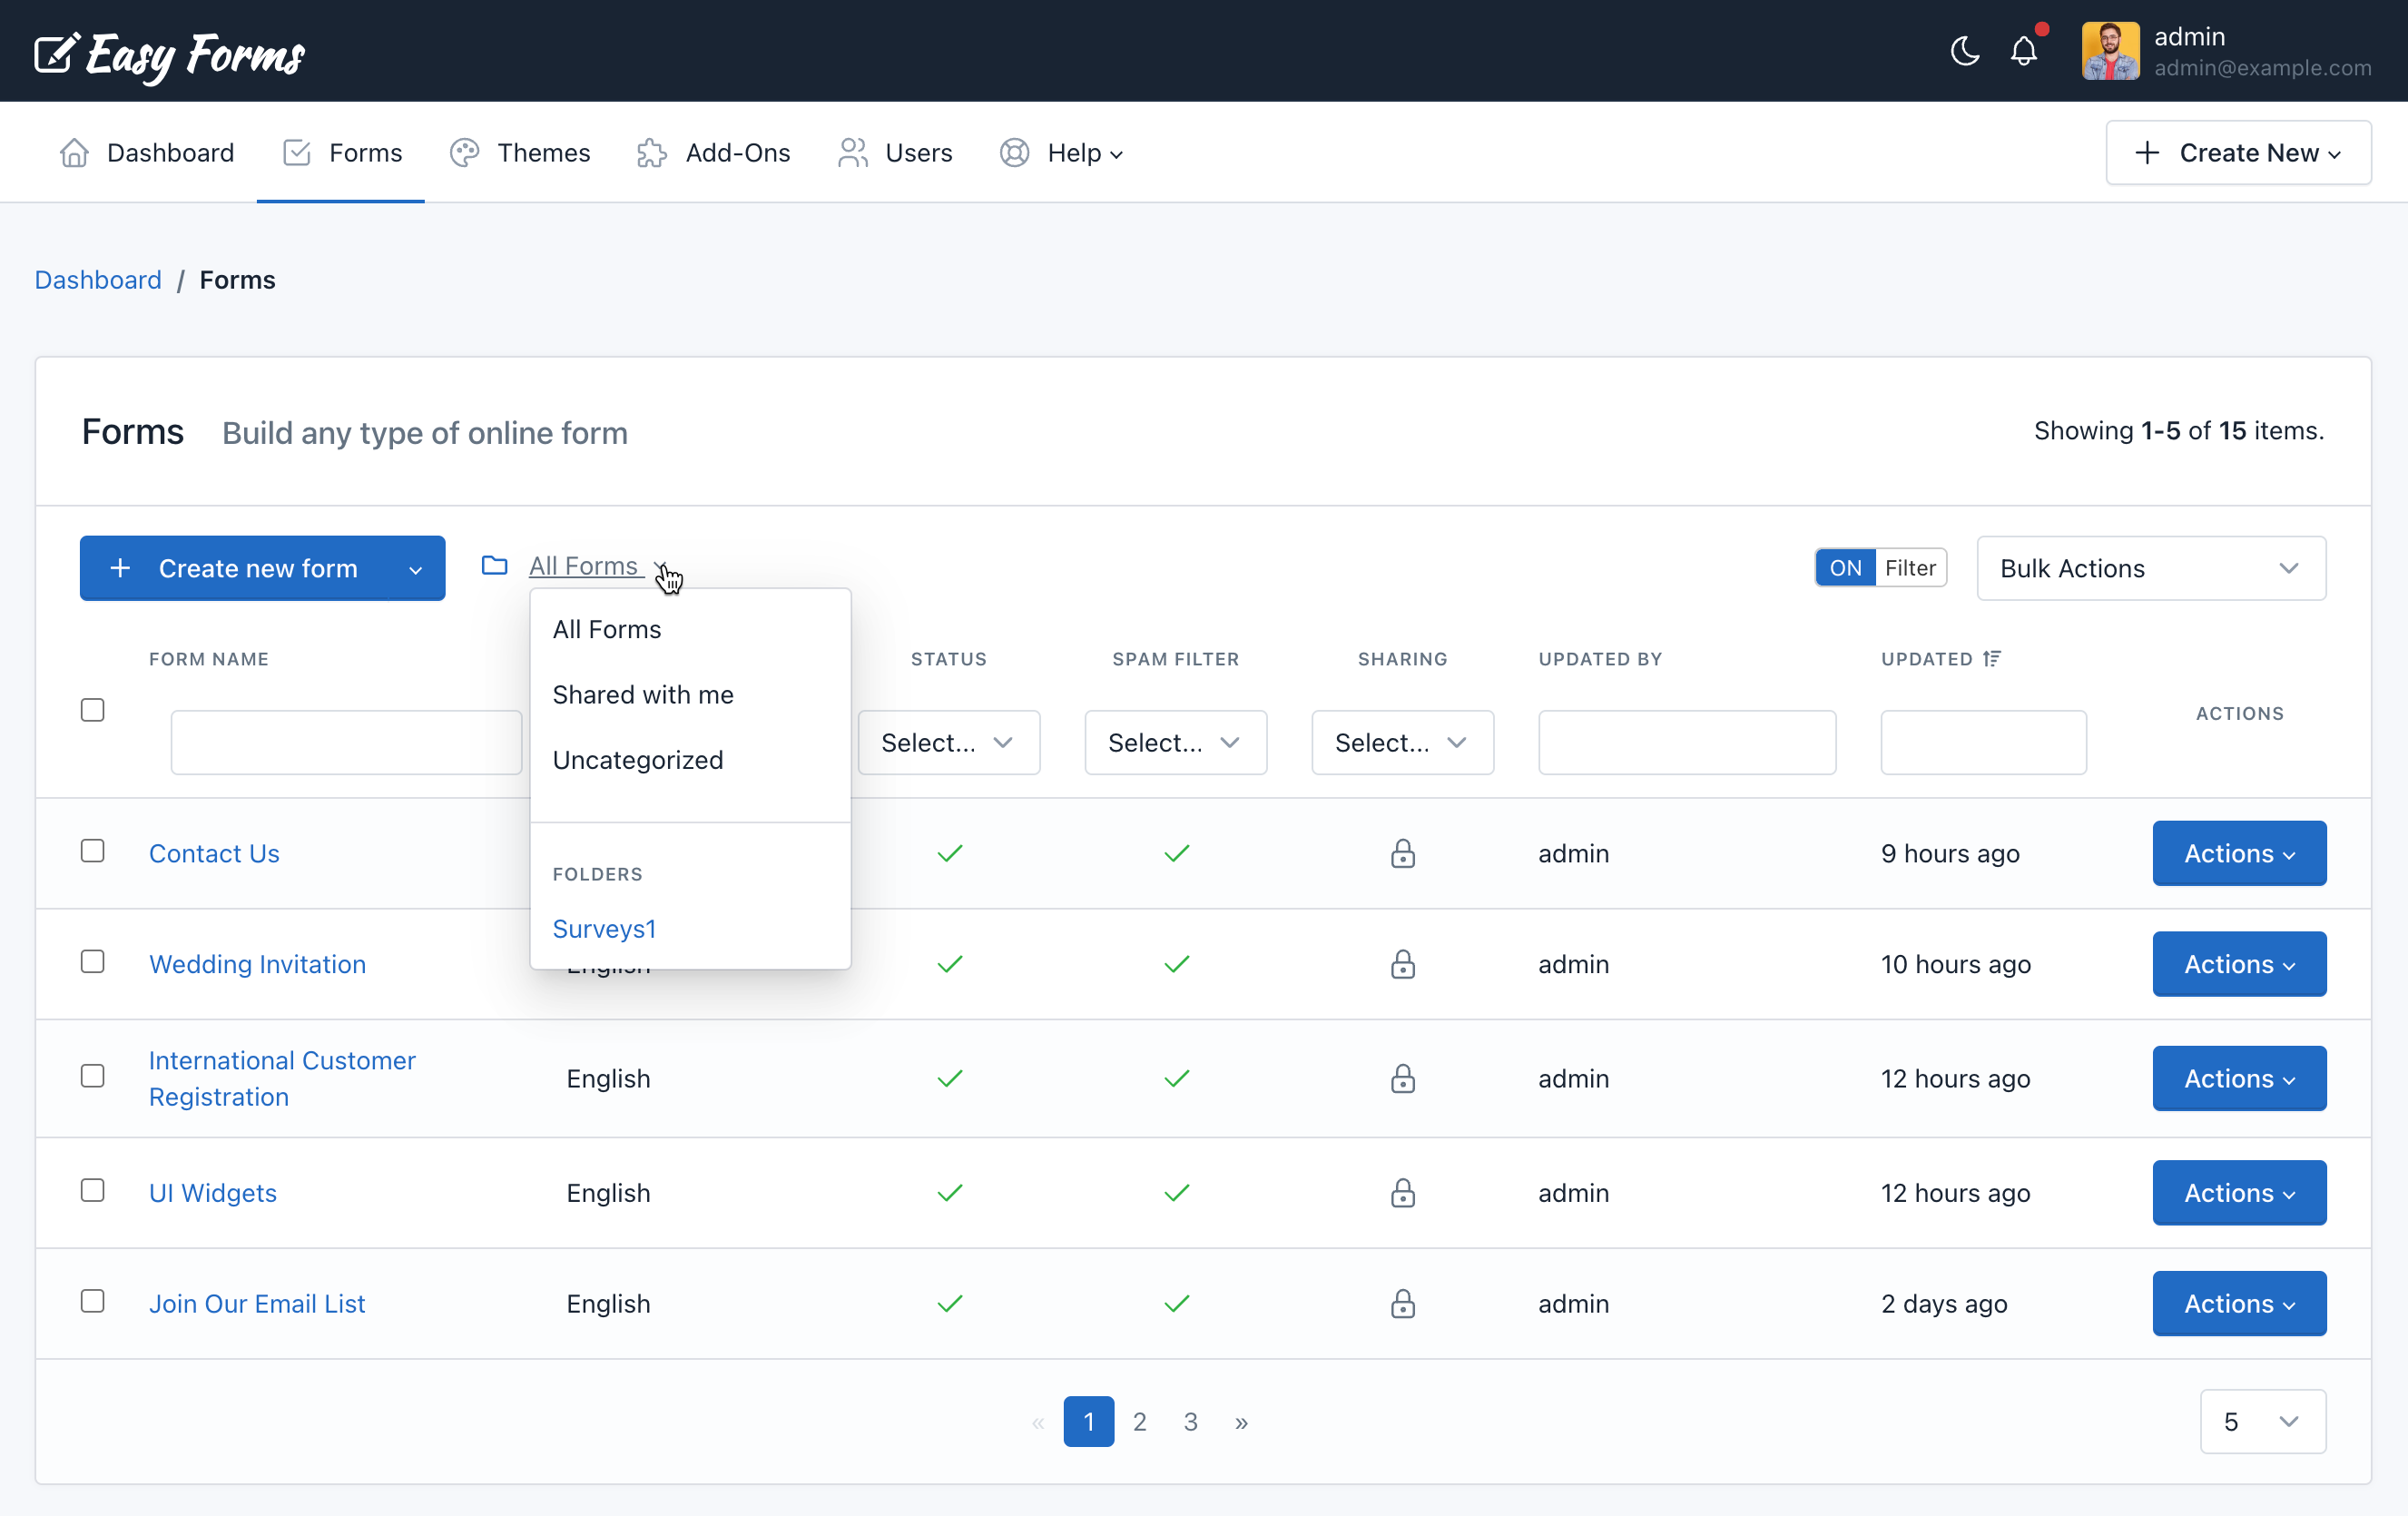 Easy Forms
admin
admin@example.com
Dashboard Forms Themes Add-Ons Users Help
Create New
Dashboard / Forms
Forms Build any type of online form
Showing 1-5 of 15 items.
Create new form
All Forms
ON Filter
Bulk Actions
All Forms
Shared with me
Uncategorized
FOLDERS
Surveys1
FORM NAME STATUS SPAM FILTER SHARING UPDATED BY UPDATED
ACTIONS
Select... Select... Select...
Contact Us admin 9 hours ago Actions
Wedding Invitation English admin 10 hours ago Actions
International Customer
Registration
English admin 12 hours ago Actions
UI Widgets English admin 12 hours ago Actions
Join Our Email List English admin 2 days ago Actions
« 1 2 3 »
5